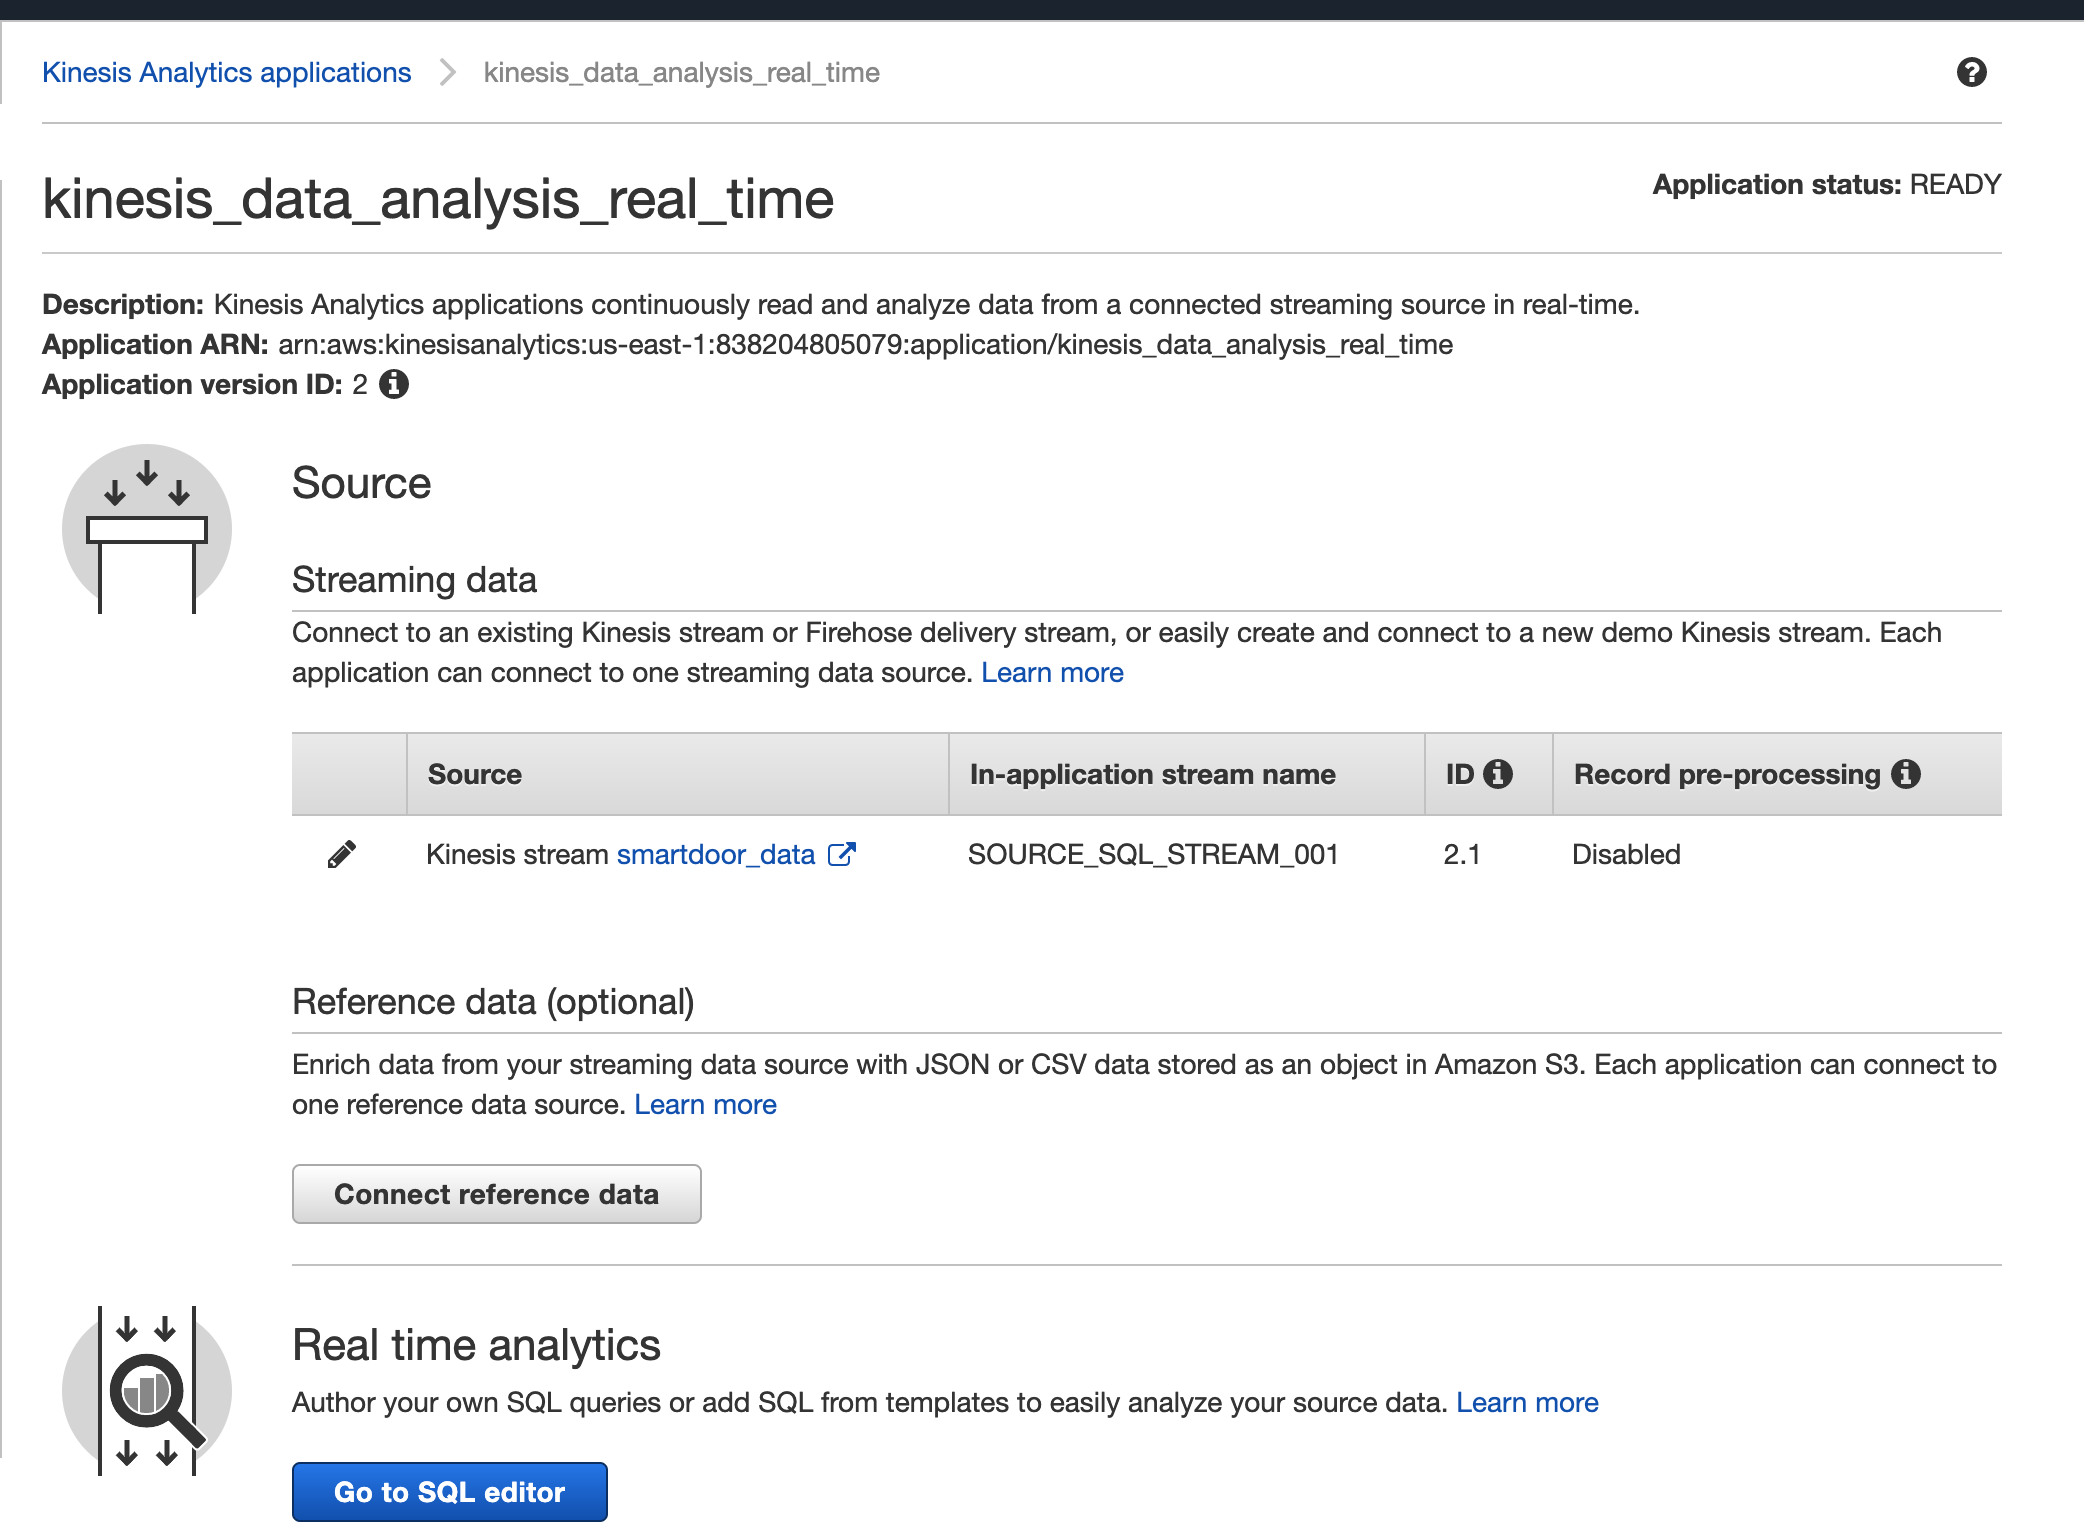 Kinesis Analytics applications > kinesis_data_analysis_real_time
kinesis_data_analysis_real_time
Application status: READY
Description: Kinesis Analytics applications continuously read and analyze data from a connected streaming source in real-time.
Application ARN: arn:aws:kinesisanalytics:us-east-1:838204805079:application/kinesis_data_analysis_real_time
Application version ID: 2
Source
Streaming data
Connect to an existing Kinesis stream or Firehose delivery stream, or easily create and connect to a new demo Kinesis stream. Each
application can connect to one streaming data source. Learn more
Source In-application stream name ID Record pre-processing
Kinesis stream smartdoor_data SOURCE_SQL_STREAM_001 2.1 Disabled
Reference data (optional)
Enrich data from your streaming data source with JSON or CSV data stored as an object in Amazon S3. Each application can connect to
one reference data source. Learn more
Connect reference data
Real time analytics
Author your own SQL queries or add SQL from templates to easily analyze your source data. Learn more
Go to SQL editor